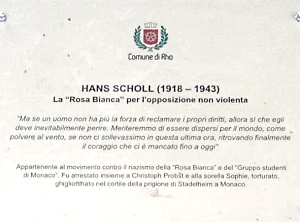 Comune di Rho
HANS SCHOLL (1918 – 1943)
La "Rosa Bianca" per l'opposizione non violenta
"Ma se un uomo non ha più la forza di reclamare i propri diritti, allora sì che egli
deve inevitabilmente perire. Meriteremmo di essere dispersi per il mondo, come
polvere al vento, se non ci sollevassimo in questa ultima ora, ritrovando finalmente
il coraggio che ci è mancato fino a oggi"
Appartenente al movimento contro il nazismo della "Rosa Bianca" e del "Gruppo studenti
di Monaco". Fu arrestato insieme a Christoph Probst e alla sorella Sophie, torturato,
ghigliottinato nel cortile della prigione di Stadelheim a Monaco.